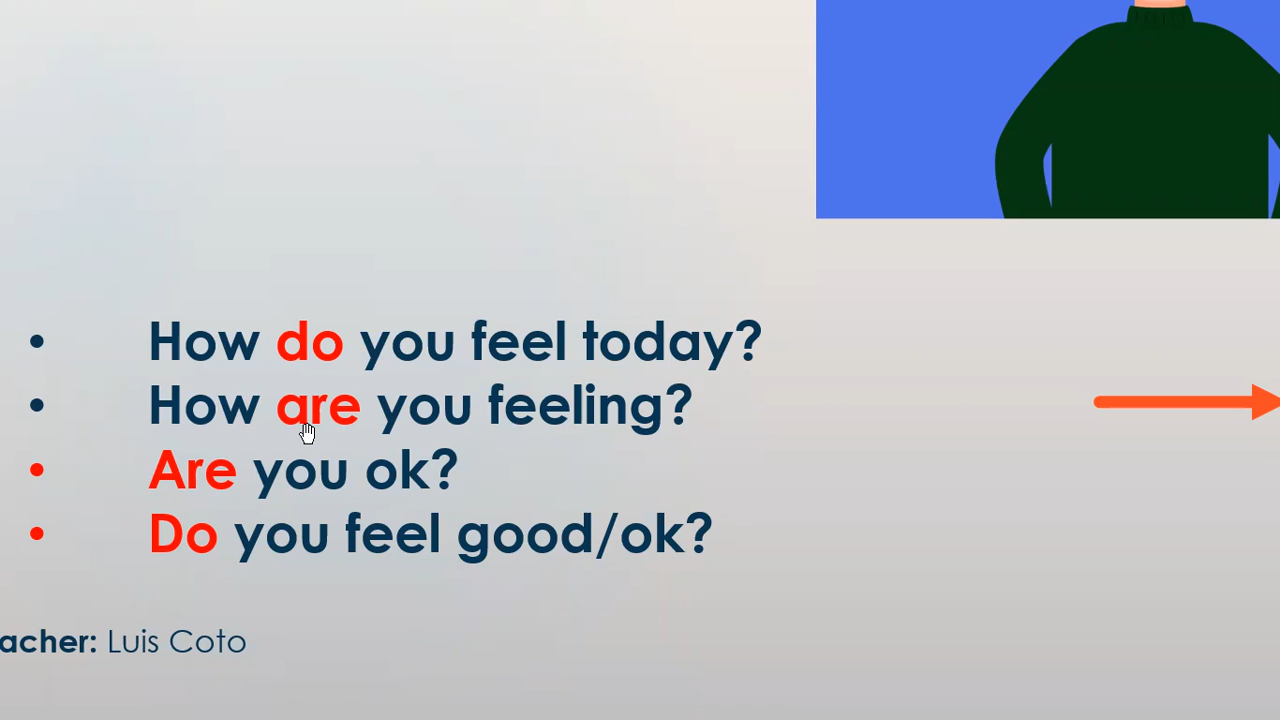 • How do you feel today?
• How are you feeling?
• Are you ok?
• Do you feel good/ok?
acher: Luis Coto